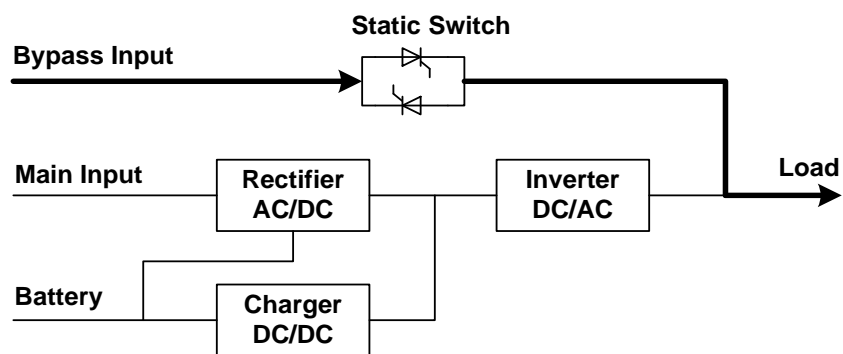 Static Switch
Bypass Input
Main Input
Rectifier
AC/DC
Inverter
DC/AC
Load
Battery
Charger
DC/DC